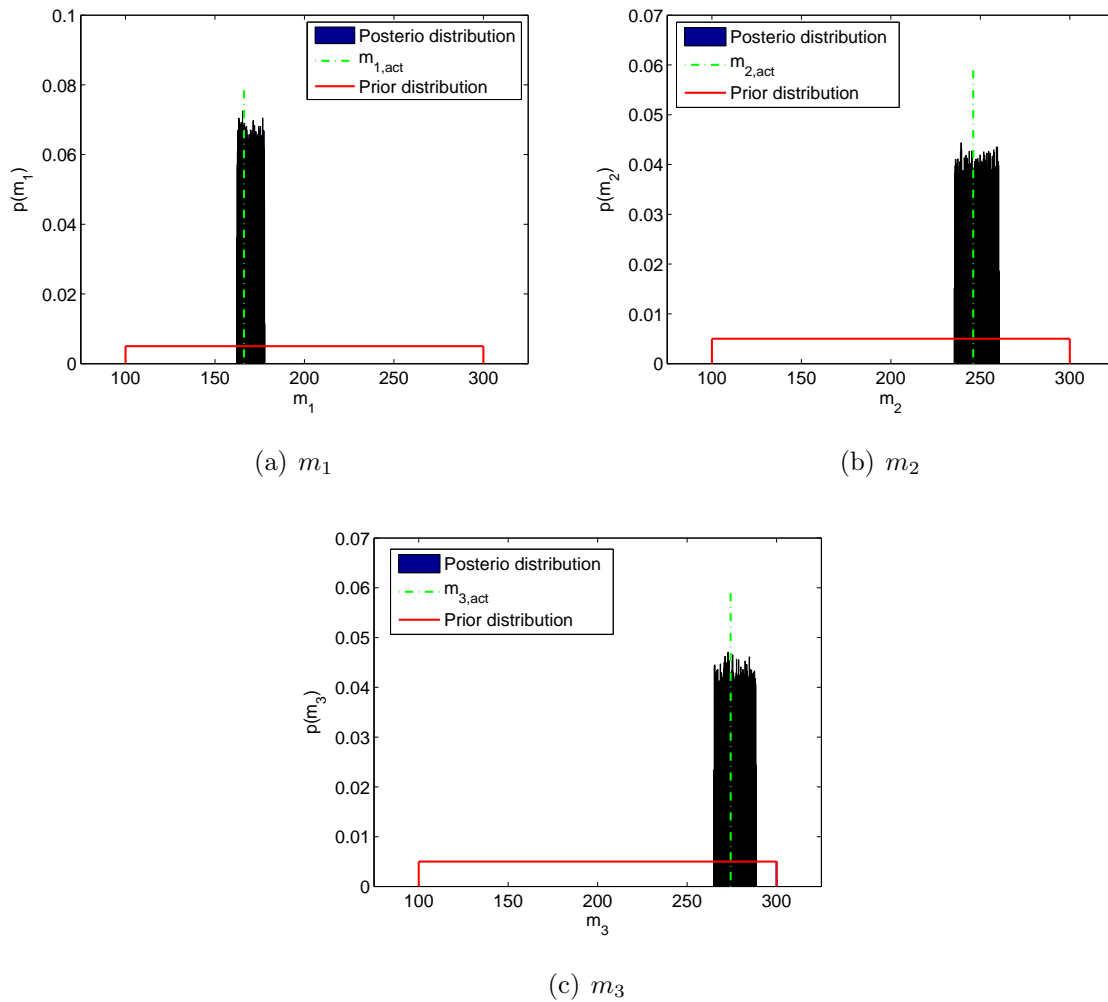 0.1
0.08
0.06
0.04
0.02
0
100 150 200 250 300
p(m1)
m1
Posterio distribution
m1,act
Prior distribution
(a) m1
0.07
0.06
0.05
0.04
0.03
0.02
0.01
0
100 150 200 250 300
p(m2)
m2
Posterio distribution
m2,act
Prior distribution
(b) m2
0.07
0.06
0.05
0.04
0.03
0.02
0.01
0
100 150 200 250 300
p(m3)
m3
Posterio distribution
m3,act
Prior distribution
(c) m3